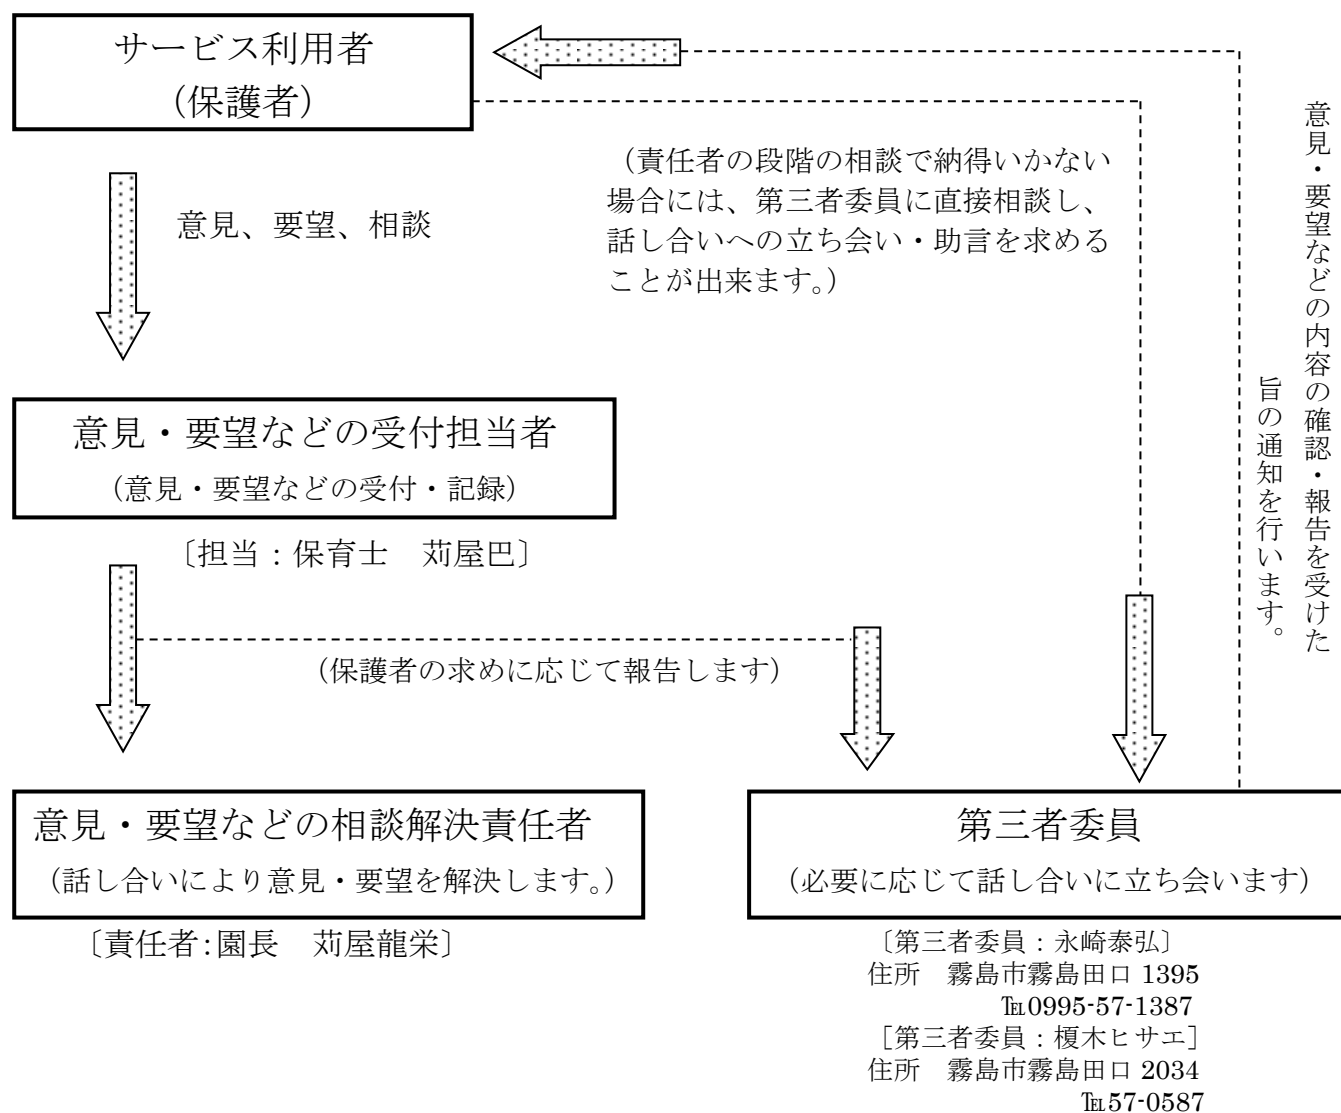 サービス利用者
（保護者）
意見、要望、相談
（責任者の段階の相談で納得いかない
場合には、第三者委員に直接相談し、
話し合いへの立ち会い・助言を求める
ことが出来ます。）
意見・要望などの内容の確認・報告を受けた
旨の通知を行います。
意見・要望などの受付担当者
（意見・要望などの受付・記録）
〔担当：保育士　苅屋巴〕
（保護者の求めに応じて報告します）
意見・要望などの相談解決責任者
（話し合いにより意見・要望を解決します。）
〔責任者：園長　苅屋龍栄〕
第三者委員
（必要に応じて話し合いに立ち会います）
〔第三者委員：永崎泰弘〕
住所　霧島市霧島田口 1395
℡0995-57-1387
［第三者委員：榎木ヒサエ］
住所　霧島市霧島田口 2034
℡57-0587